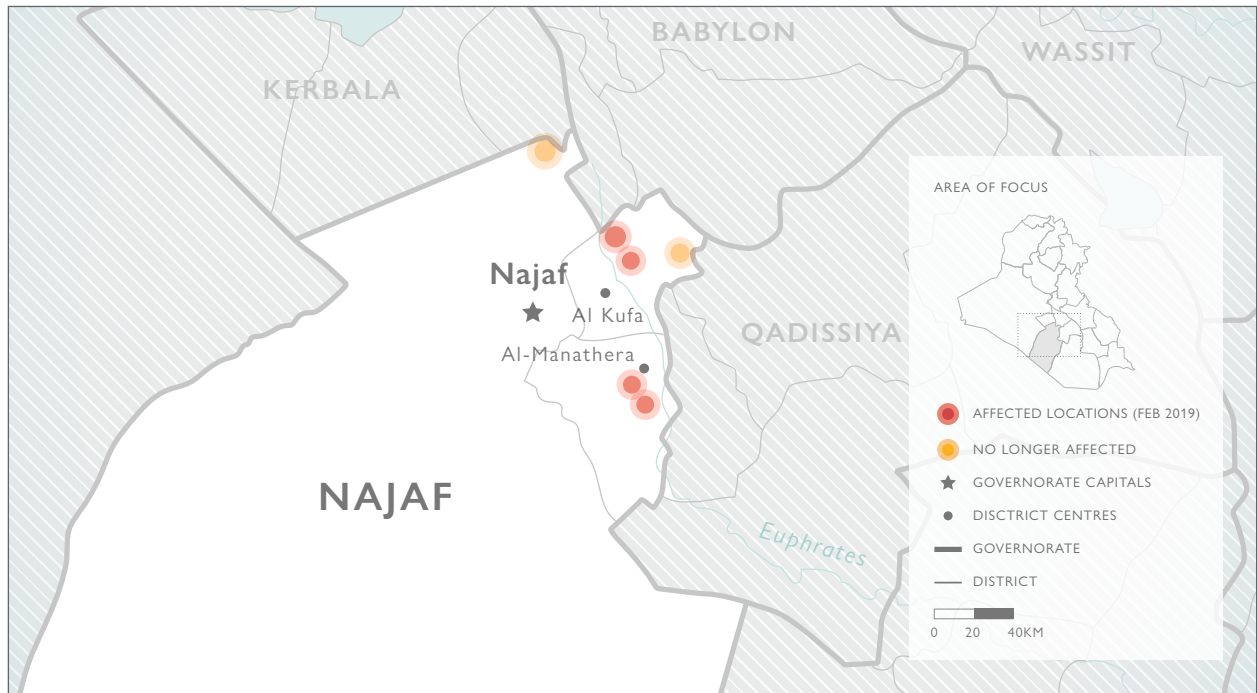 BABYLON
WASSIT
KERBALA
Najaf
Al Kufa
Al-Manathera
QADISSIYA
NAJAF
Euphrates
AREA OF FOCUS
AFFECTED LOCATIONS (FEB 2019)
NO LONGER AFFECTED
GOVERNORATE CAPITALS
DISCTRICT CENTRES
GOVERNORATE
DISTRICT
0 20 40KM